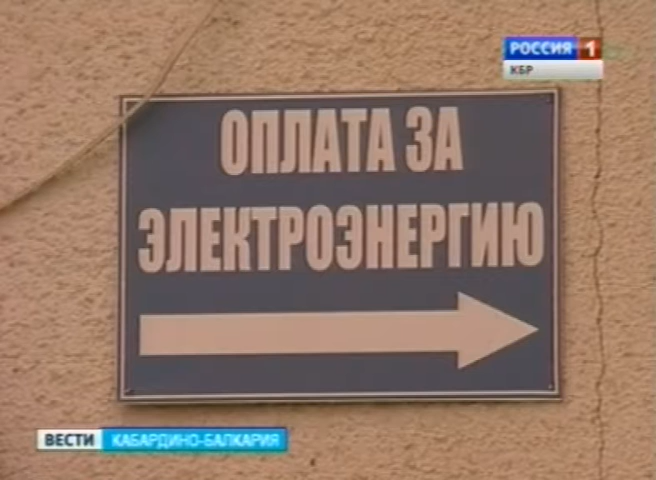 РОССИЯ 1
КБР
ОПЛАТА ЗА
ЭЛЕКТРОЭНЕРГИЮ
ВЕСТИ КАБАРДИНО-БАЛКАРИЯ